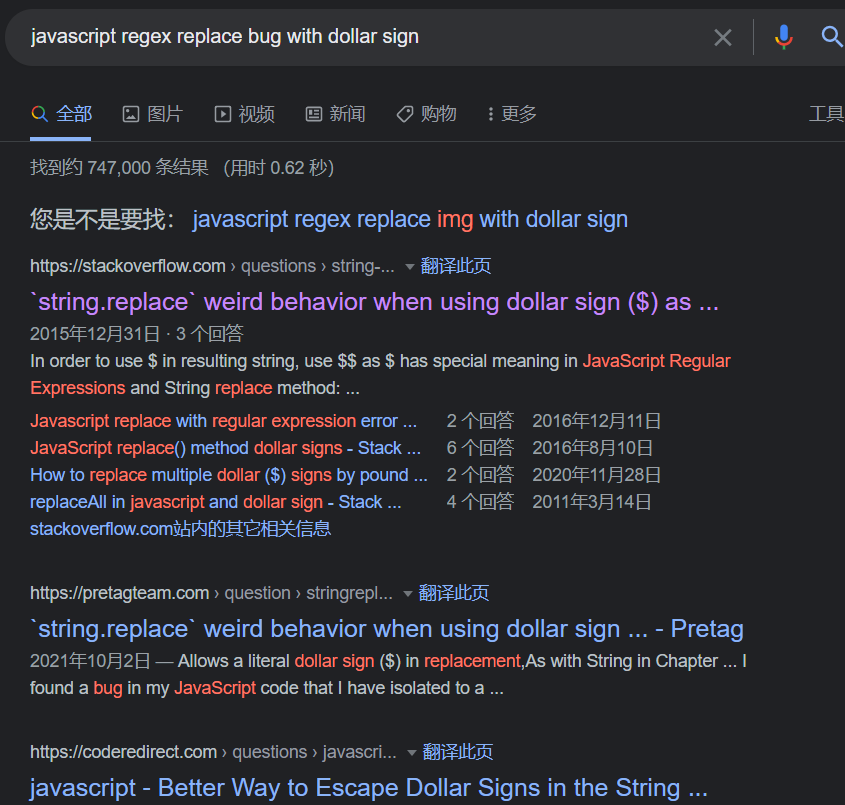 javascript regex replace bug with dollar sign
全部 图片 视频 新闻 购物 更多 工具
找到约 747,000 条结果 （用时 0.62 秒）
您是不是要找： javascript regex replace img with dollar sign
https://stackoverflow.com › questions › string-... 翻译此页
`string.replace` weird behavior when using dollar sign ($) as ...
2015年12月31日 · 3 个回答
In order to use $ in resulting string, use $$ as $ has special meaning in JavaScript Regular
Expressions and String replace method: ...
Javascript replace with regular expression error ... 2 个回答 2016年12月11日
JavaScript replace() method dollar signs - Stack ... 6 个回答 2016年8月10日
How to replace multiple dollar ($) signs by pound ... 2 个回答 2020年11月28日
replaceAll in javascript and dollar sign - Stack ... 4 个回答 2011年3月14日
stackoverflow.com站内的其它相关信息
https://pretagteam.com › question › stringrepl... 翻译此页
`string.replace` weird behavior when using dollar sign ... - Pretag
2021年10月2日 — Allows a literal dollar sign ($) in replacement,As with String in Chapter ... I
found a bug in my JavaScript code that I have isolated to a ...
https://coderedirect.com › questions › javascri... 翻译此页
javascript - Better Way to Escape Dollar Signs in the String ...